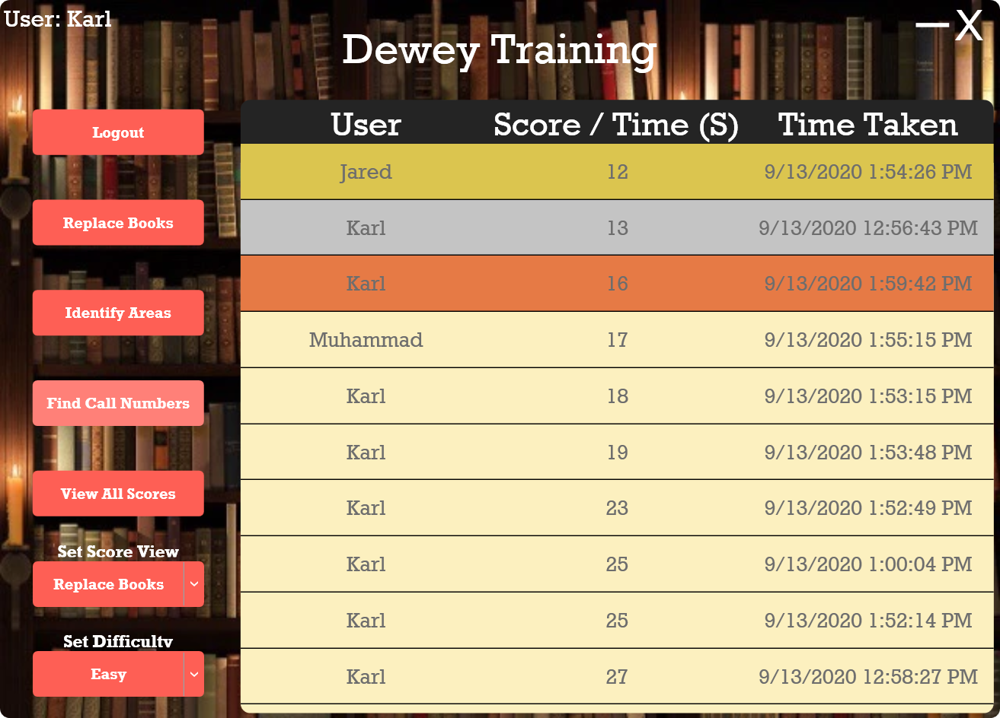 User: Karl
— X
Dewey Training
Logout
Replace Books
Identify Areas
Find Call Numbers
View All Scores
Set Score View
Replace Books
Set Difficulty
Easy
User Score / Time (S) Time Taken
Jared 12 9/13/2020 1:54:26 PM
Karl 13 9/13/2020 12:56:43 PM
Karl 16 9/13/2020 1:59:42 PM
Muhammad 17 9/13/2020 1:55:15 PM
Karl 18 9/13/2020 1:53:15 PM
Karl 19 9/13/2020 1:53:48 PM
Karl 23 9/13/2020 1:52:49 PM
Karl 25 9/13/2020 1:00:04 PM
Karl 25 9/13/2020 1:52:14 PM
Karl 27 9/13/2020 12:58:27 PM